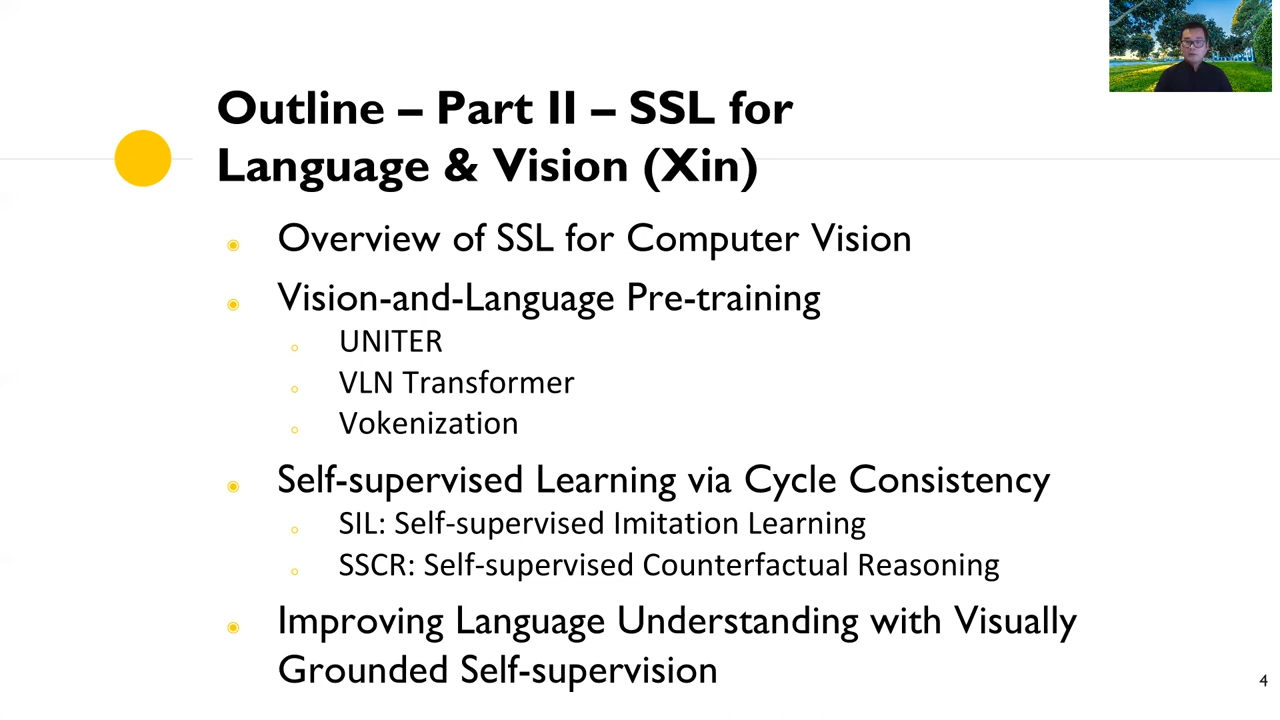 Outline – Part II – SSL for
Language & Vision (Xin)
Overview of SSL for Computer Vision
Vision-and-Language Pre-training
UNITER
VLN Transformer
Vokenization
Self-supervised Learning via Cycle Consistency
SIL: Self-supervised Imitation Learning
SSCR: Self-supervised Counterfactual Reasoning
Improving Language Understanding with Visually
Grounded Self-supervision
4